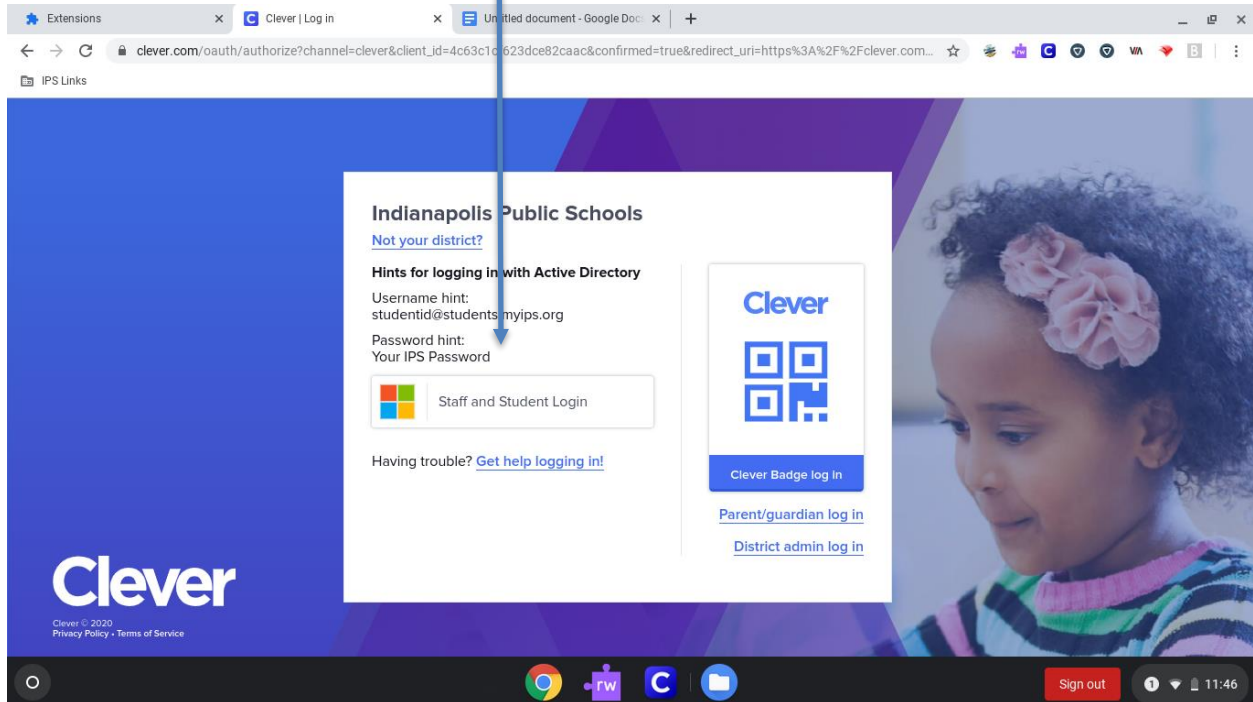 Extensions
Clever | Log in
Untitled document - Google Doc
clever.com/oauth/authorize?channel=clever&client_id=4c63c1cf623dce82caac&confirmed=true&redirect_uri=https%3A%2F%2Fclever.com...
IPS Links
Indianapolis Public Schools
Not your district?
Hints for logging in with Active Directory
Username hint:
studentid@students.myips.org
Password hint:
Your IPS Password
Staff and Student Login
Having trouble? Get help logging in!
Clever
Clever Badge log in
Parent/guardian log in
District admin log in
Clever
Clever © 2020
Privacy Policy • Terms of Service
rw
C
Sign out
1
11:46